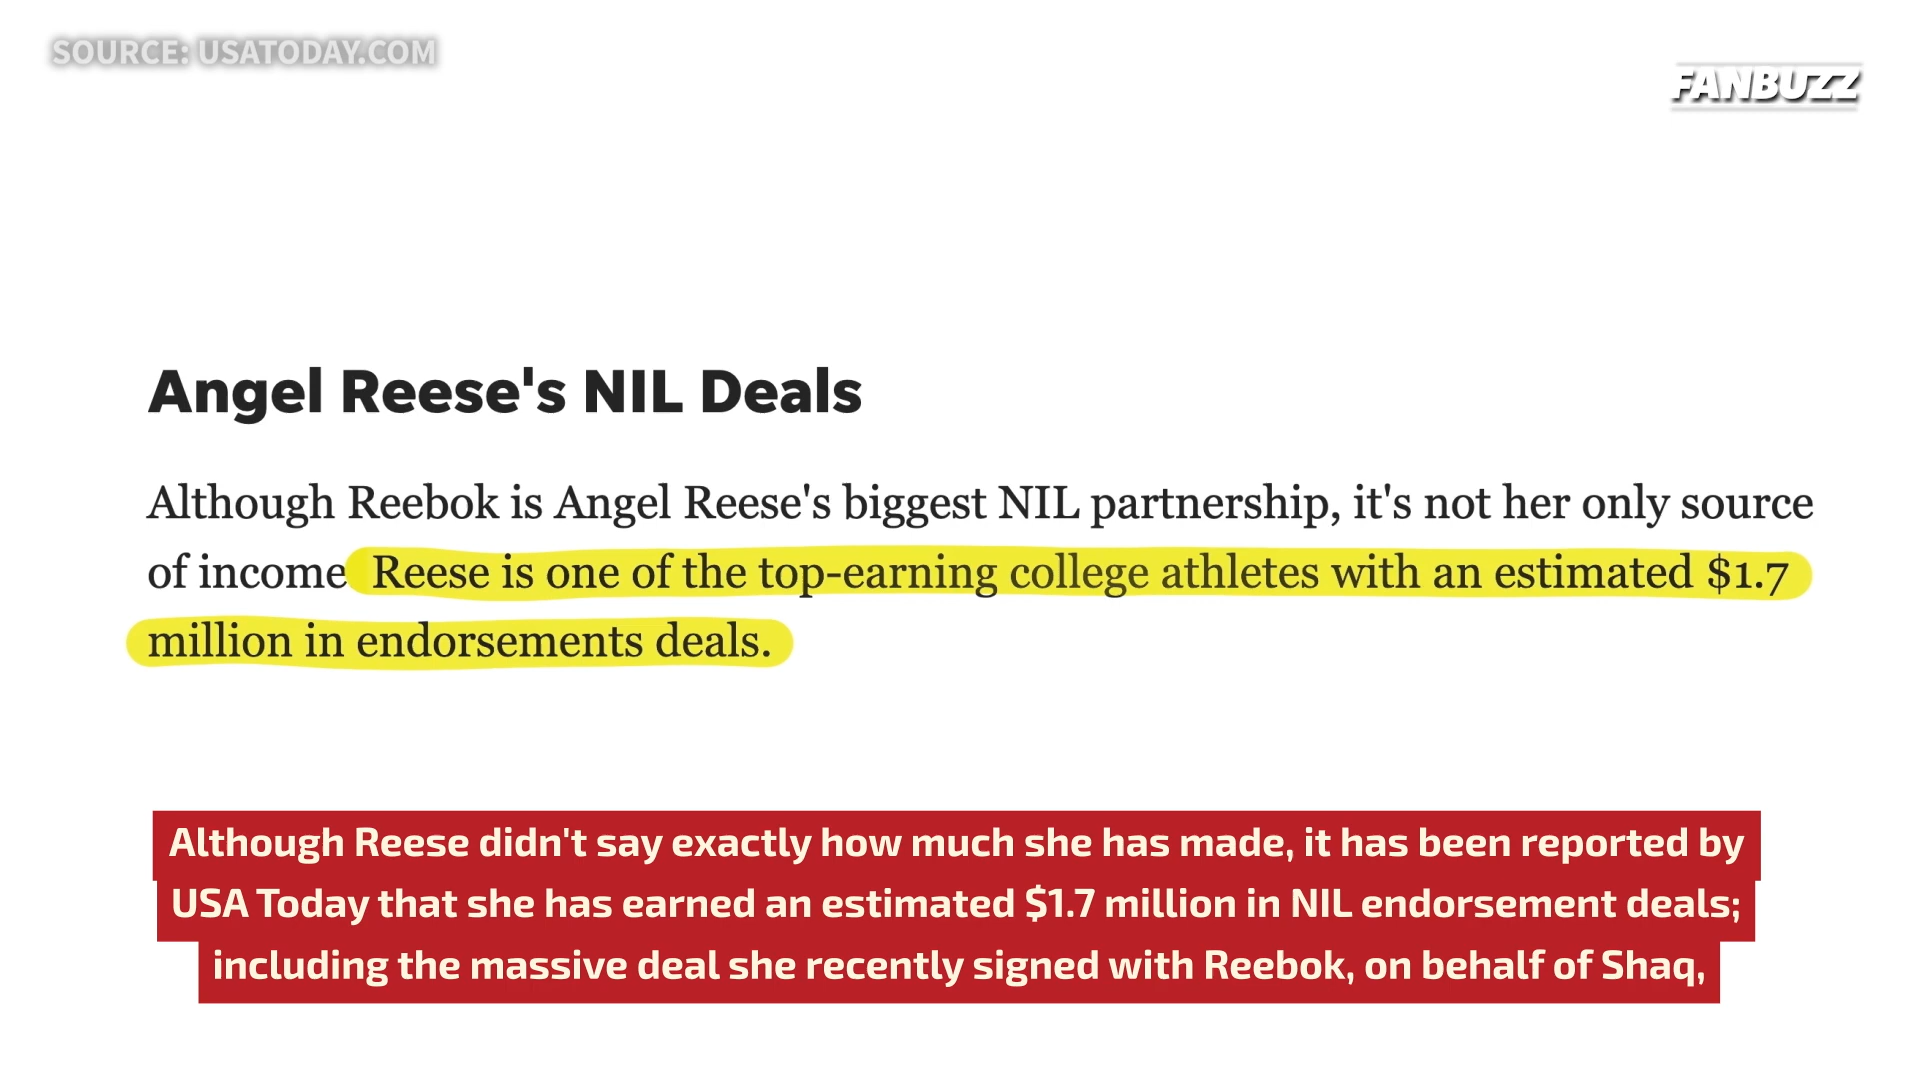 SOURCE: USATODAY.COM
FANBUZZ
Angel Reese's NIL Deals
Although Reebok is Angel Reese's biggest NIL partnership, it's not her only source
of income Reese is one of the top-earning college athletes with an estimated $1.7
million in endorsements deals.
Although Reese didn't say exactly how much she has made, it has been reported by
USA Today that she has earned an estimated $1.7 million in NIL endorsement deals;
including the massive deal she recently signed with Reebok, on behalf of Shaq,